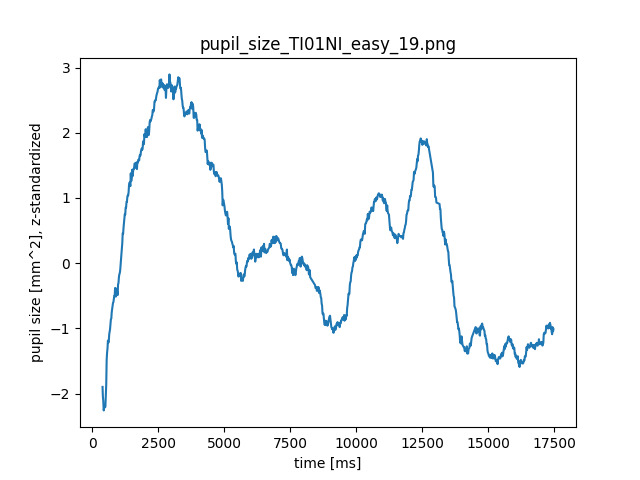 pupil_size_TI01NI_easy_19.png
pupil size [mm^2], z-standardized
3
2
1
0
−1
−2
0 2500 5000 7500 10000 12500 15000 17500
time [ms]